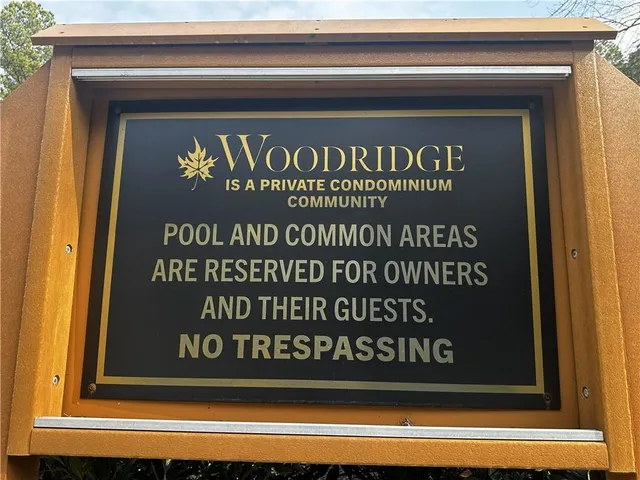 WOODRIDGE
IS A PRIVATE CONDOMINIUM
COMMUNITY
POOL AND COMMON AREAS
ARE RESERVED FOR OWNERS
AND THEIR GUESTS.
NO TRESPASSING